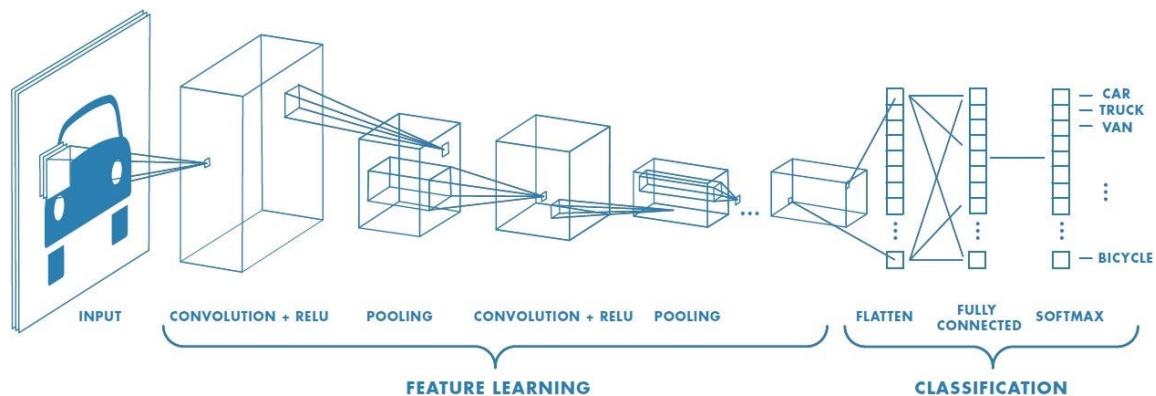 CAR
TRUCK
VAN
BICYCLE
INPUT
CONVOLUTION + RELU
POOLING
CONVOLUTION + RELU
POOLING
FLATTEN
FULLY
CONNECTED
SOFTMAX
FEATURE LEARNING
CLASSIFICATION